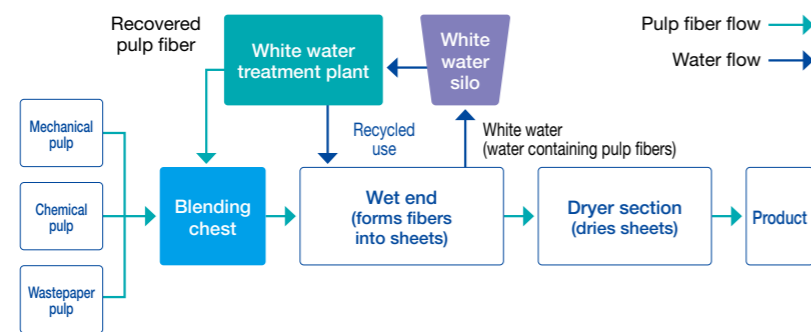 Recovered
pulp fiber
White water
treatment plant
White
water
silo
Pulp fiber flow
Water flow
Mechanical
pulp
Chemical
pulp
Wastepaper
pulp
Recycled
use
White water
(water containing pulp fibers)
Blending
chest
Wet end
(forms fibers
into sheets)
Dryer section
(dries sheets)
Product